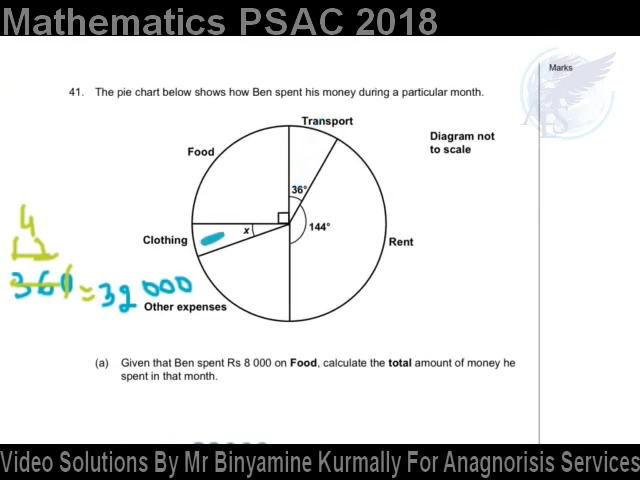 Mathematics PSAC 2018
Marks
41. The pie chart below shows how Ben spent his money during a particular month.
Transport
Diagram not
to scale
Food
36°
144°
x
Clothing
Rent
4
360 = 32 000
Other expenses
(a) Given that Ben spent Rs 8 000 on Food, calculate the total amount of money he
spent in that month.
Video Solutions By Mr Binyamine Kurmally For Anagnorisis Services